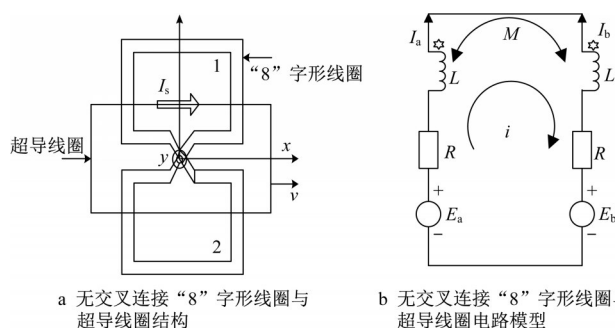 1
"8"字形线圈
I_s
超导线圈
y
x
v
2
a 无交叉连接"8"字形线圈与
超导线圈结构
I_a
M
I_b
L
L
i
R
R
+
+
E_a
E_b
−
−
b 无交叉连接"8"字形线圈与
超导线圈电路模型